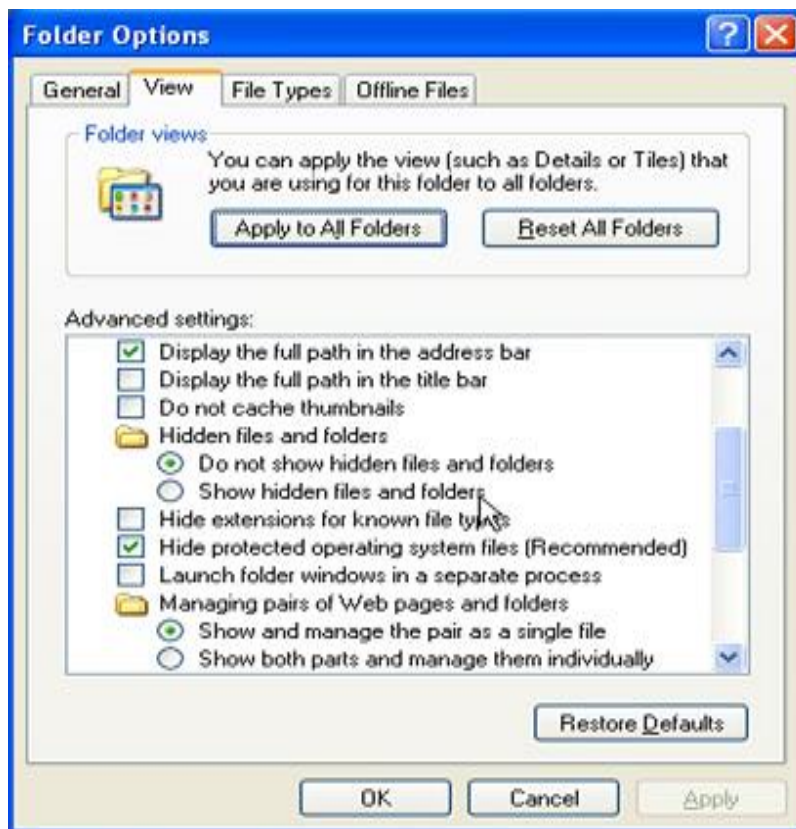 Folder Options
General View File Types Offline Files
Folder views
You can apply the view (such as Details or Tiles) that
you are using for this folder to all folders.
Apply to All Folders Reset All Folders
Advanced settings:
Display the full path in the address bar
Display the full path in the title bar
Do not cache thumbnails
Hidden files and folders
Do not show hidden files and folders
Show hidden files and folders
Hide extensions for known file types
Hide protected operating system files (Recommended)
Launch folder windows in a separate process
Managing pairs of Web pages and folders
Show and manage the pair as a single file
Show both parts and manage them individually
Restore Defaults
OK Cancel Apply